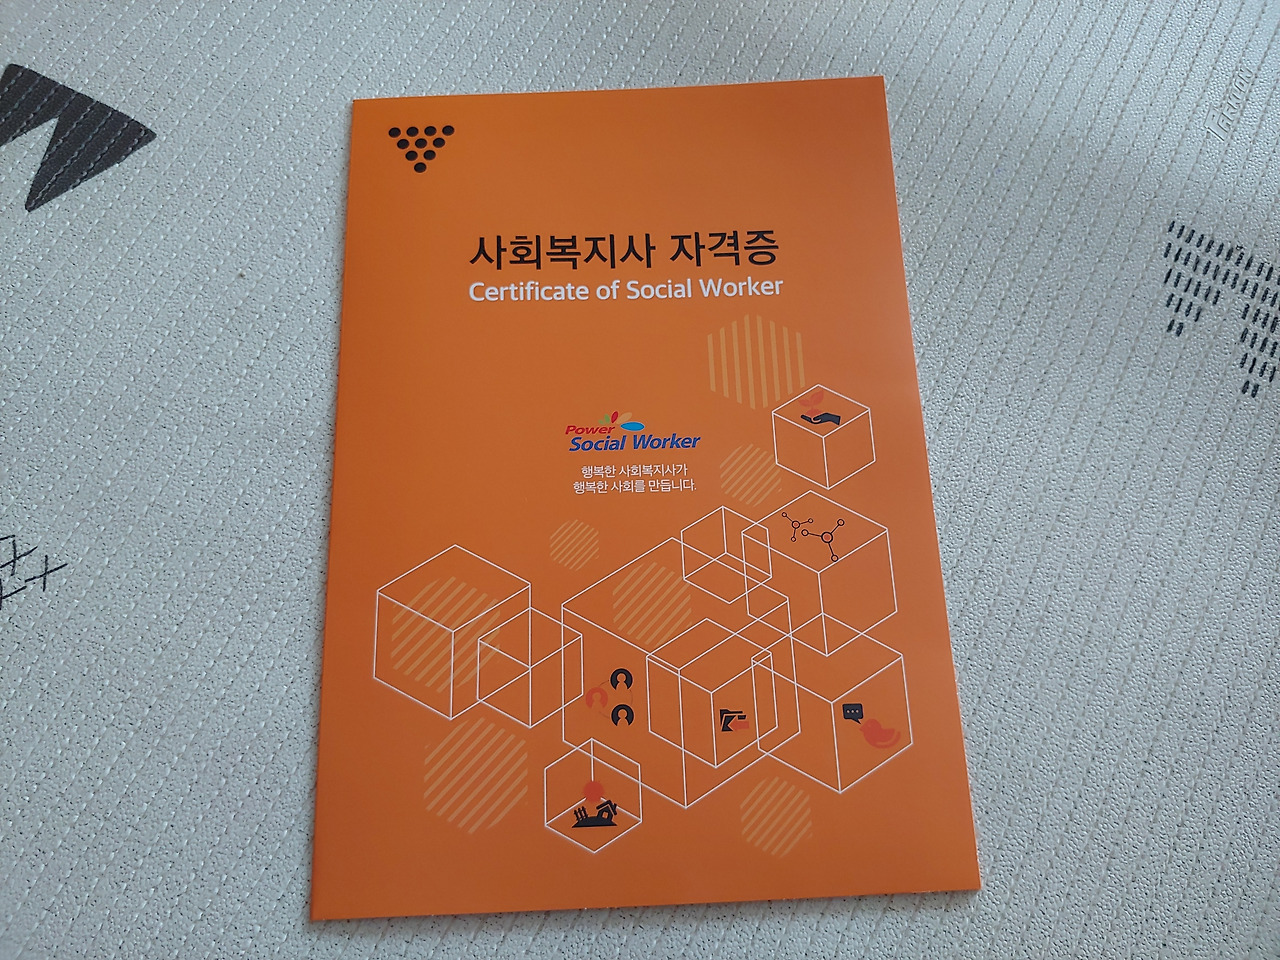 사회복지사 자격증
Certificate of Social Worker
Power
Social Worker
행복한 사회복지사가
행복한 사회를 만듭니다.